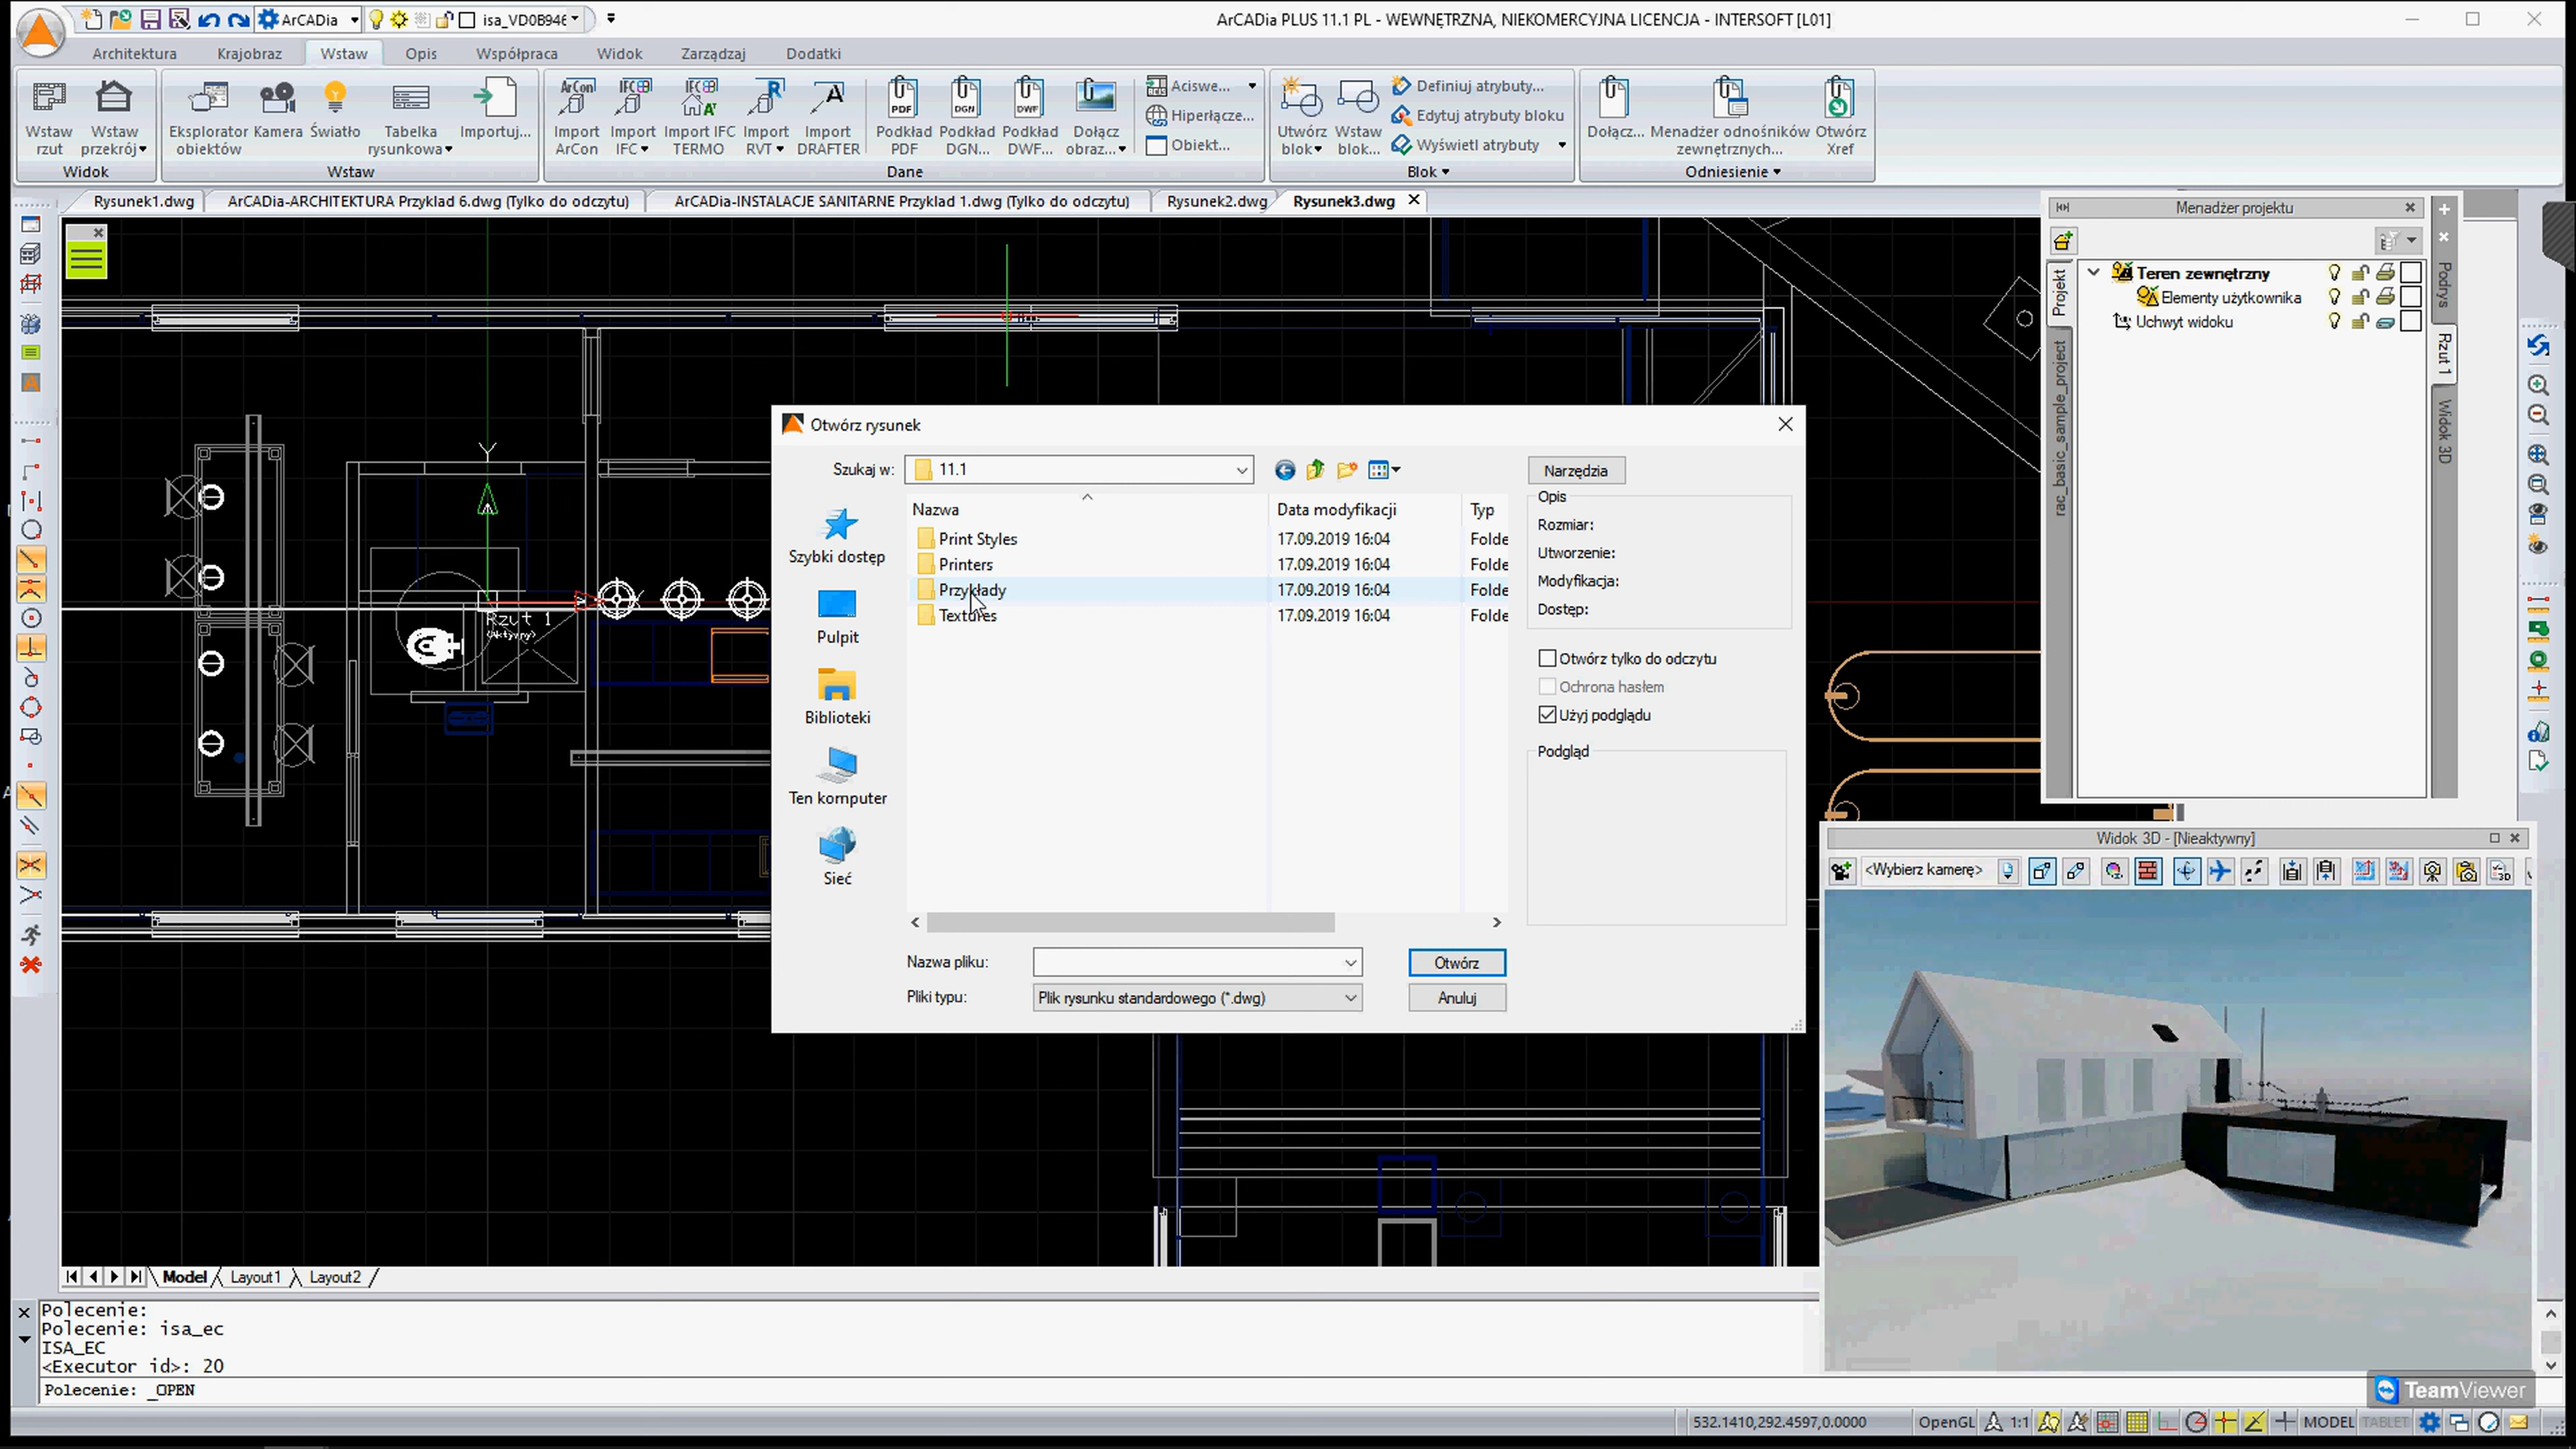 ArCADia
isa_VD0B946
ArCADia PLUS 11.1 PL - WEWNĘTRZNA, NIEKOMERCYJNA LICENCJA - INTERSOFT [L01]
Architektura Krajobraz Wstaw Opis Współpraca Widok Zarządzaj Dodatki
Wstaw rzut
Wstaw przekrój
Widok
Eksplorator obiektów
Kamera
Światło
Tabelka rysunkowa
Importuj...
Wstaw
Import ArCon
Import IFC
Import IFC TERMO
Import RVT
Import DRAFTER
Podkład PDF
Podkład DGN...
Podkład DWF...
Dołącz obraz...
Aciswe...
Hiperłącze...
Obiekt...
Dane
Utwórz blok
Wstaw blok...
Definiuj atrybuty...
Edytuj atrybuty bloku
Wyświetl atrybuty
Blok
Dołącz...
Menadżer odnośników zewnętrznych...
Otwórz Xref
Odniesienie
Rysunek1.dwg
ArCADia-ARCHITEKTURA Przyklad 6.dwg (Tylko do odczytu)
ArCADia-INSTALACJE SANITARNE Przyklad 1.dwg (Tylko do odczytu)
Rysunek2.dwg
Rysunek3.dwg
Menadżer projektu
Projekt
rac_basic_sample_project
Teren zewnętrzny
Elementy użytkownika
Uchwyt widoku
Podrys
Rzut 1
Widok 3D
Y
Rzut 1
(Aktywny)
Otwórz rysunek
Szukaj w: 11.1
Narzędzia
Szybki dostęp
Pulpit
Biblioteki
Ten komputer
Sieć
Nazwa Data modyfikacji Typ
Print Styles 17.09.2019 16:04 Folde
Printers 17.09.2019 16:04 Folde
Przykłady 17.09.2019 16:04 Folde
Textures 17.09.2019 16:04 Folde
Opis
Rozmiar:
Utworzenie:
Modyfikacja:
Dostęp:
Otwórz tylko do odczytu
Ochrona hasłem
Użyj podglądu
Podgląd
Nazwa pliku:
Otwórz
Pliki typu: Plik rysunku standardowego (*.dwg)
Anuluj
Widok 3D - [Nieaktywny]
<Wybierz kamerę>
Model Layout1 Layout2
Polecenie:
Polecenie: isa_ec
ISA_EC
<Executor id>: 20
Polecenie: _OPEN
TeamViewer
532.1410,292.4597,0.0000 OpenGL 1:1 MODEL TABLET